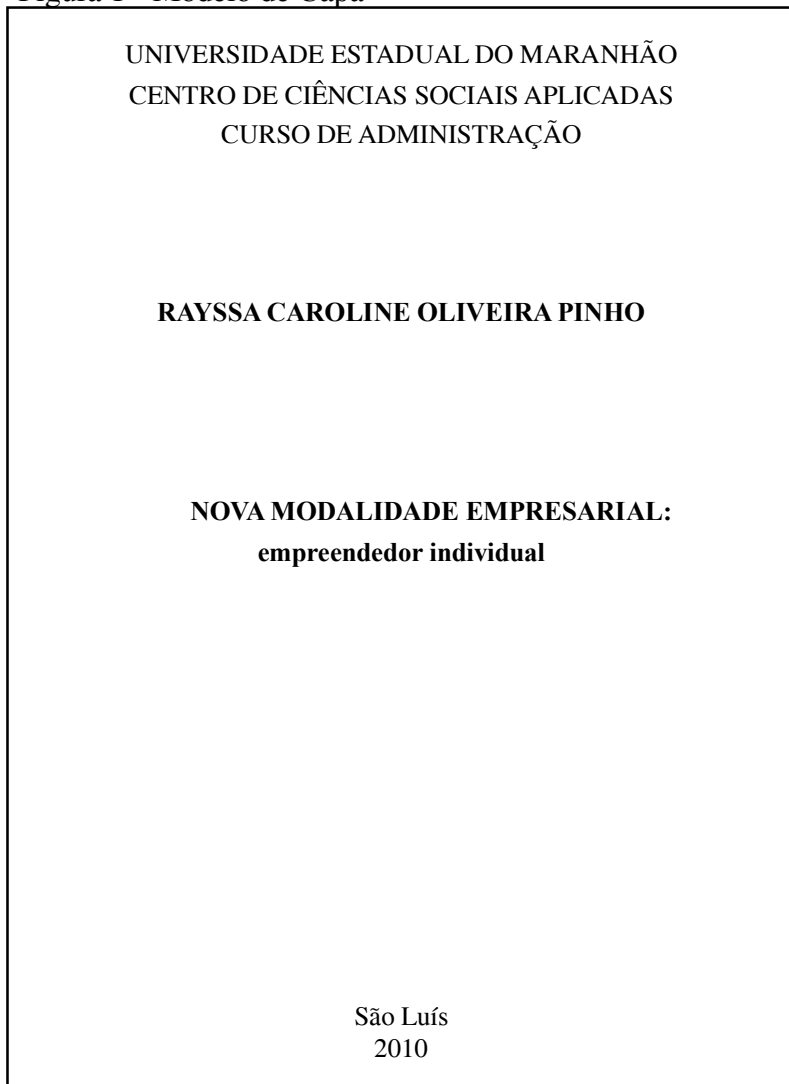 Figura 1 - Modelo de Capa
UNIVERSIDADE ESTADUAL DO MARANHÃO
CENTRO DE CIÊNCIAS SOCIAIS APLICADAS
CURSO DE ADMINISTRAÇÃO
RAYSSA CAROLINE OLIVEIRA PINHO
NOVA MODALIDADE EMPRESARIAL:
empreendedor individual
São Luís
2010